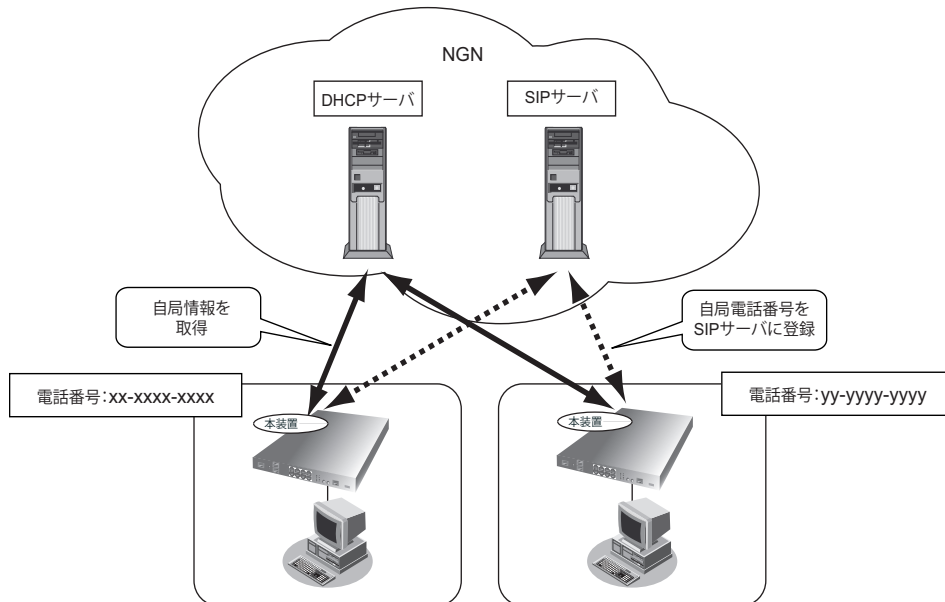 NGN
DHCPサーバ
SIPサーバ
自局情報を
取得
自局電話番号を
SIPサーバに登録
電話番号:xx-xxxx-xxxx
電話番号:yy-yyyy-yyyy
本装置
本装置